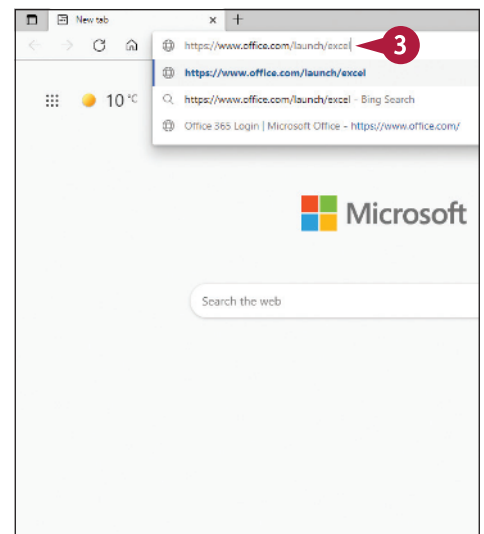 New tab
https://www.office.com/launch/excel
3
https://www.office.com/launch/excel
https://www.office.com/launch/excel - Bing Search
10 °C
Office 365 Login | Microsoft Office - https://www.office.com/
Microsoft
Search the web